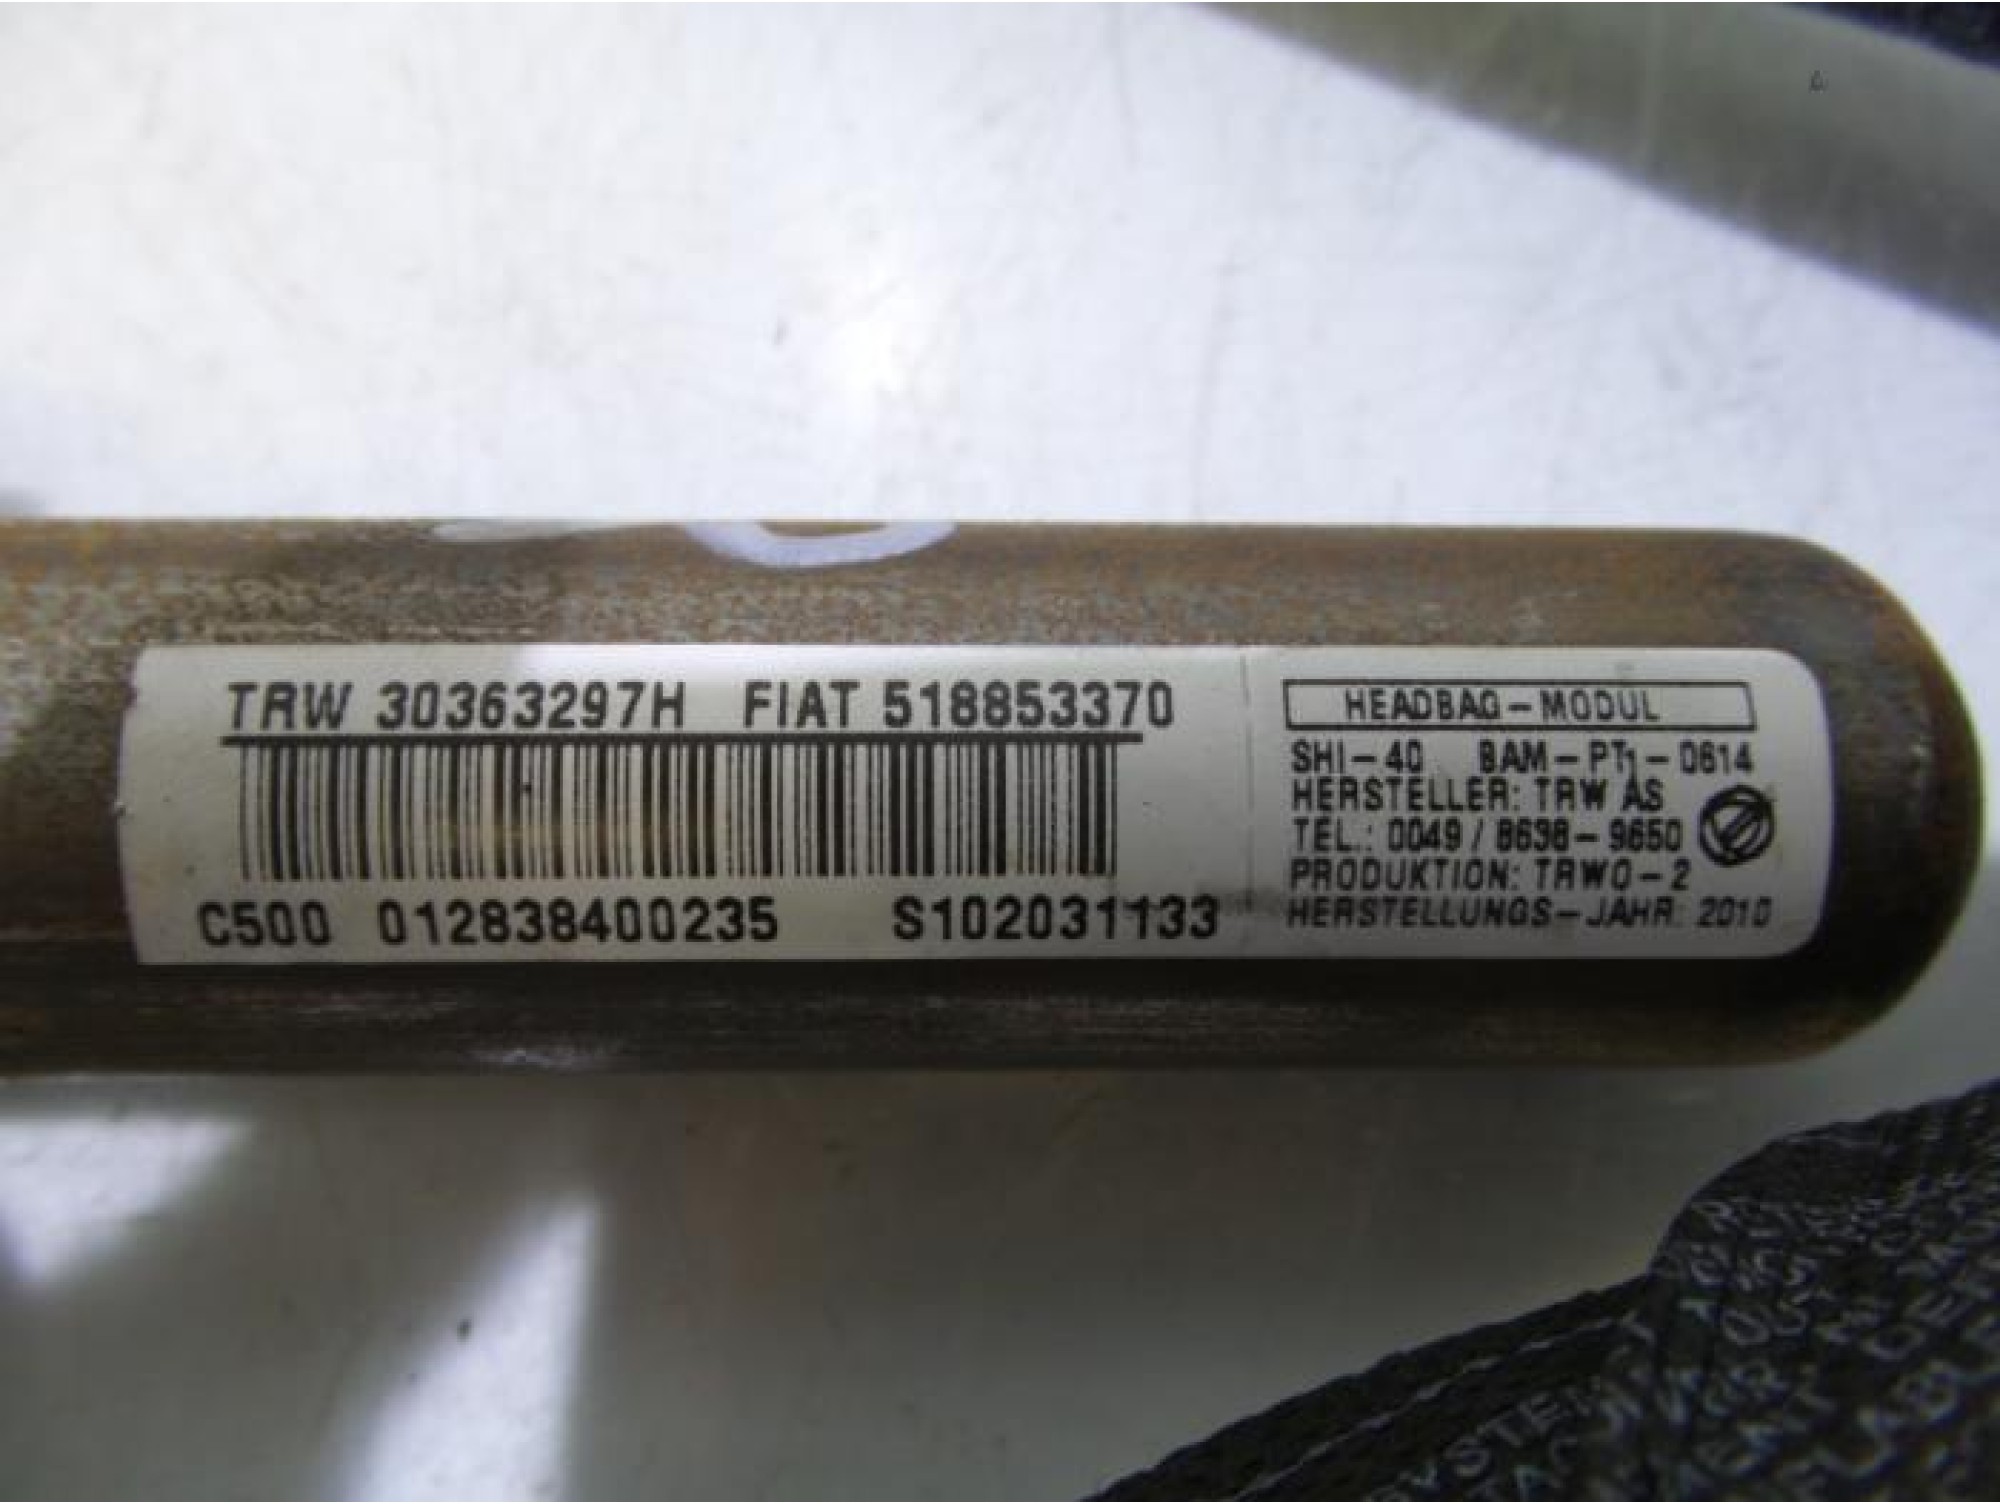 TRW 30363297H FIAT 518853370
C500 012838400235 S102031133
HEADBAG-MODUL
SHI-40 BAM-PT1-0614
HERSTELLER: TRW AS
TEL.: 0049 / 8638-9650
PRODUKTION: TRWO-2
HERSTELLUNGS-JAHR: 2010